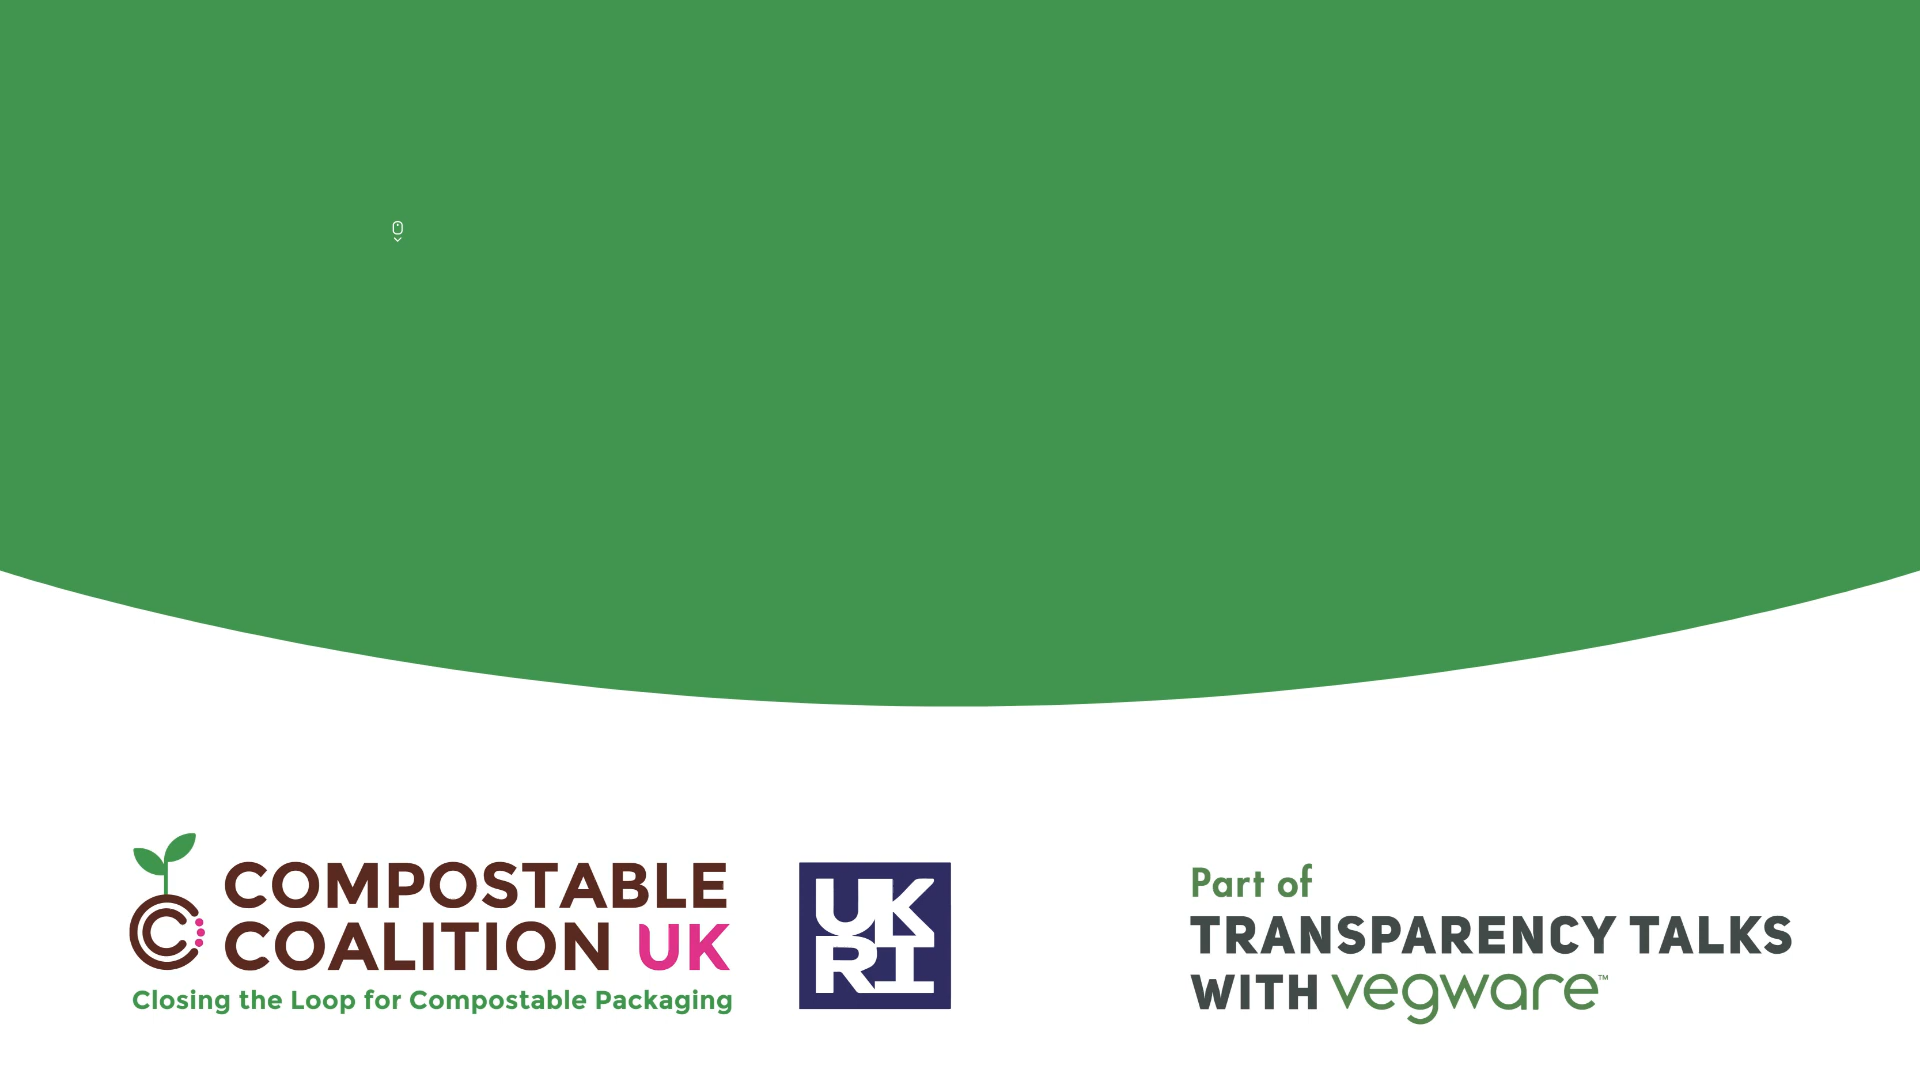 COMPOSTABLE
COALITION UK
Closing the Loop for Compostable Packaging
UK
RI
Part of
TRANSPARENCY TALKS
WITH vegware™